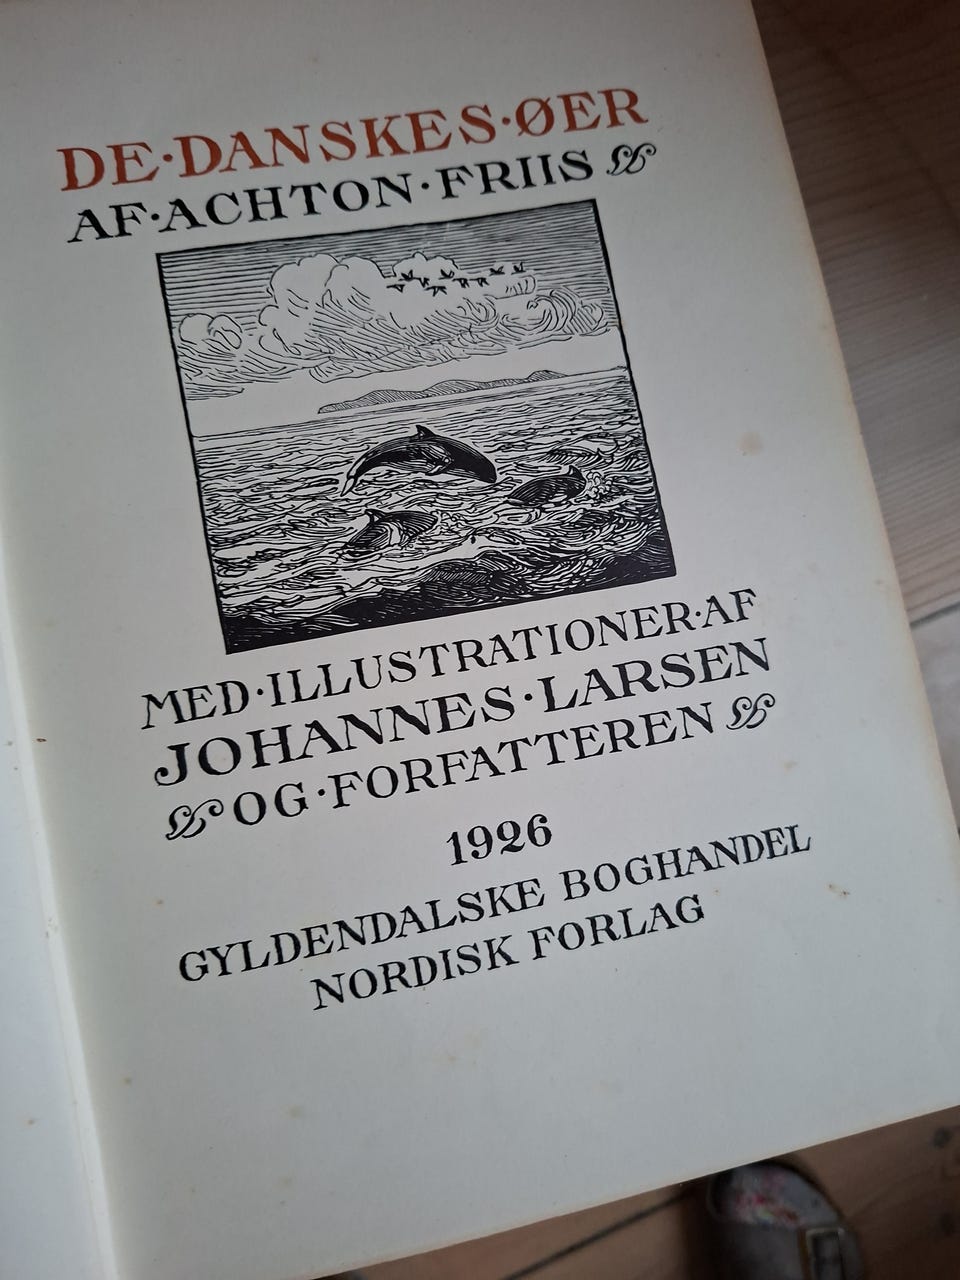 DE·DANSKES·ØER
AF·ACHTON·FRIIS
MED·ILLUSTRATIONER·AF
JOHANNES·LARSEN
OG·FORFATTEREN
1926
GYLDENDALSKE BOGHANDEL
NORDISK FORLAG